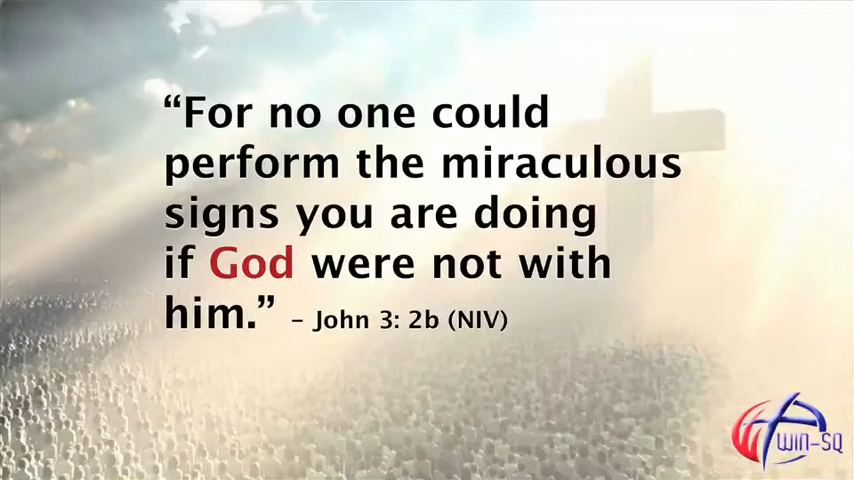 “For no one could
perform the miraculous
signs you are doing
if God were not with
him.” – John 3: 2b (NIV)
WIN-SQ